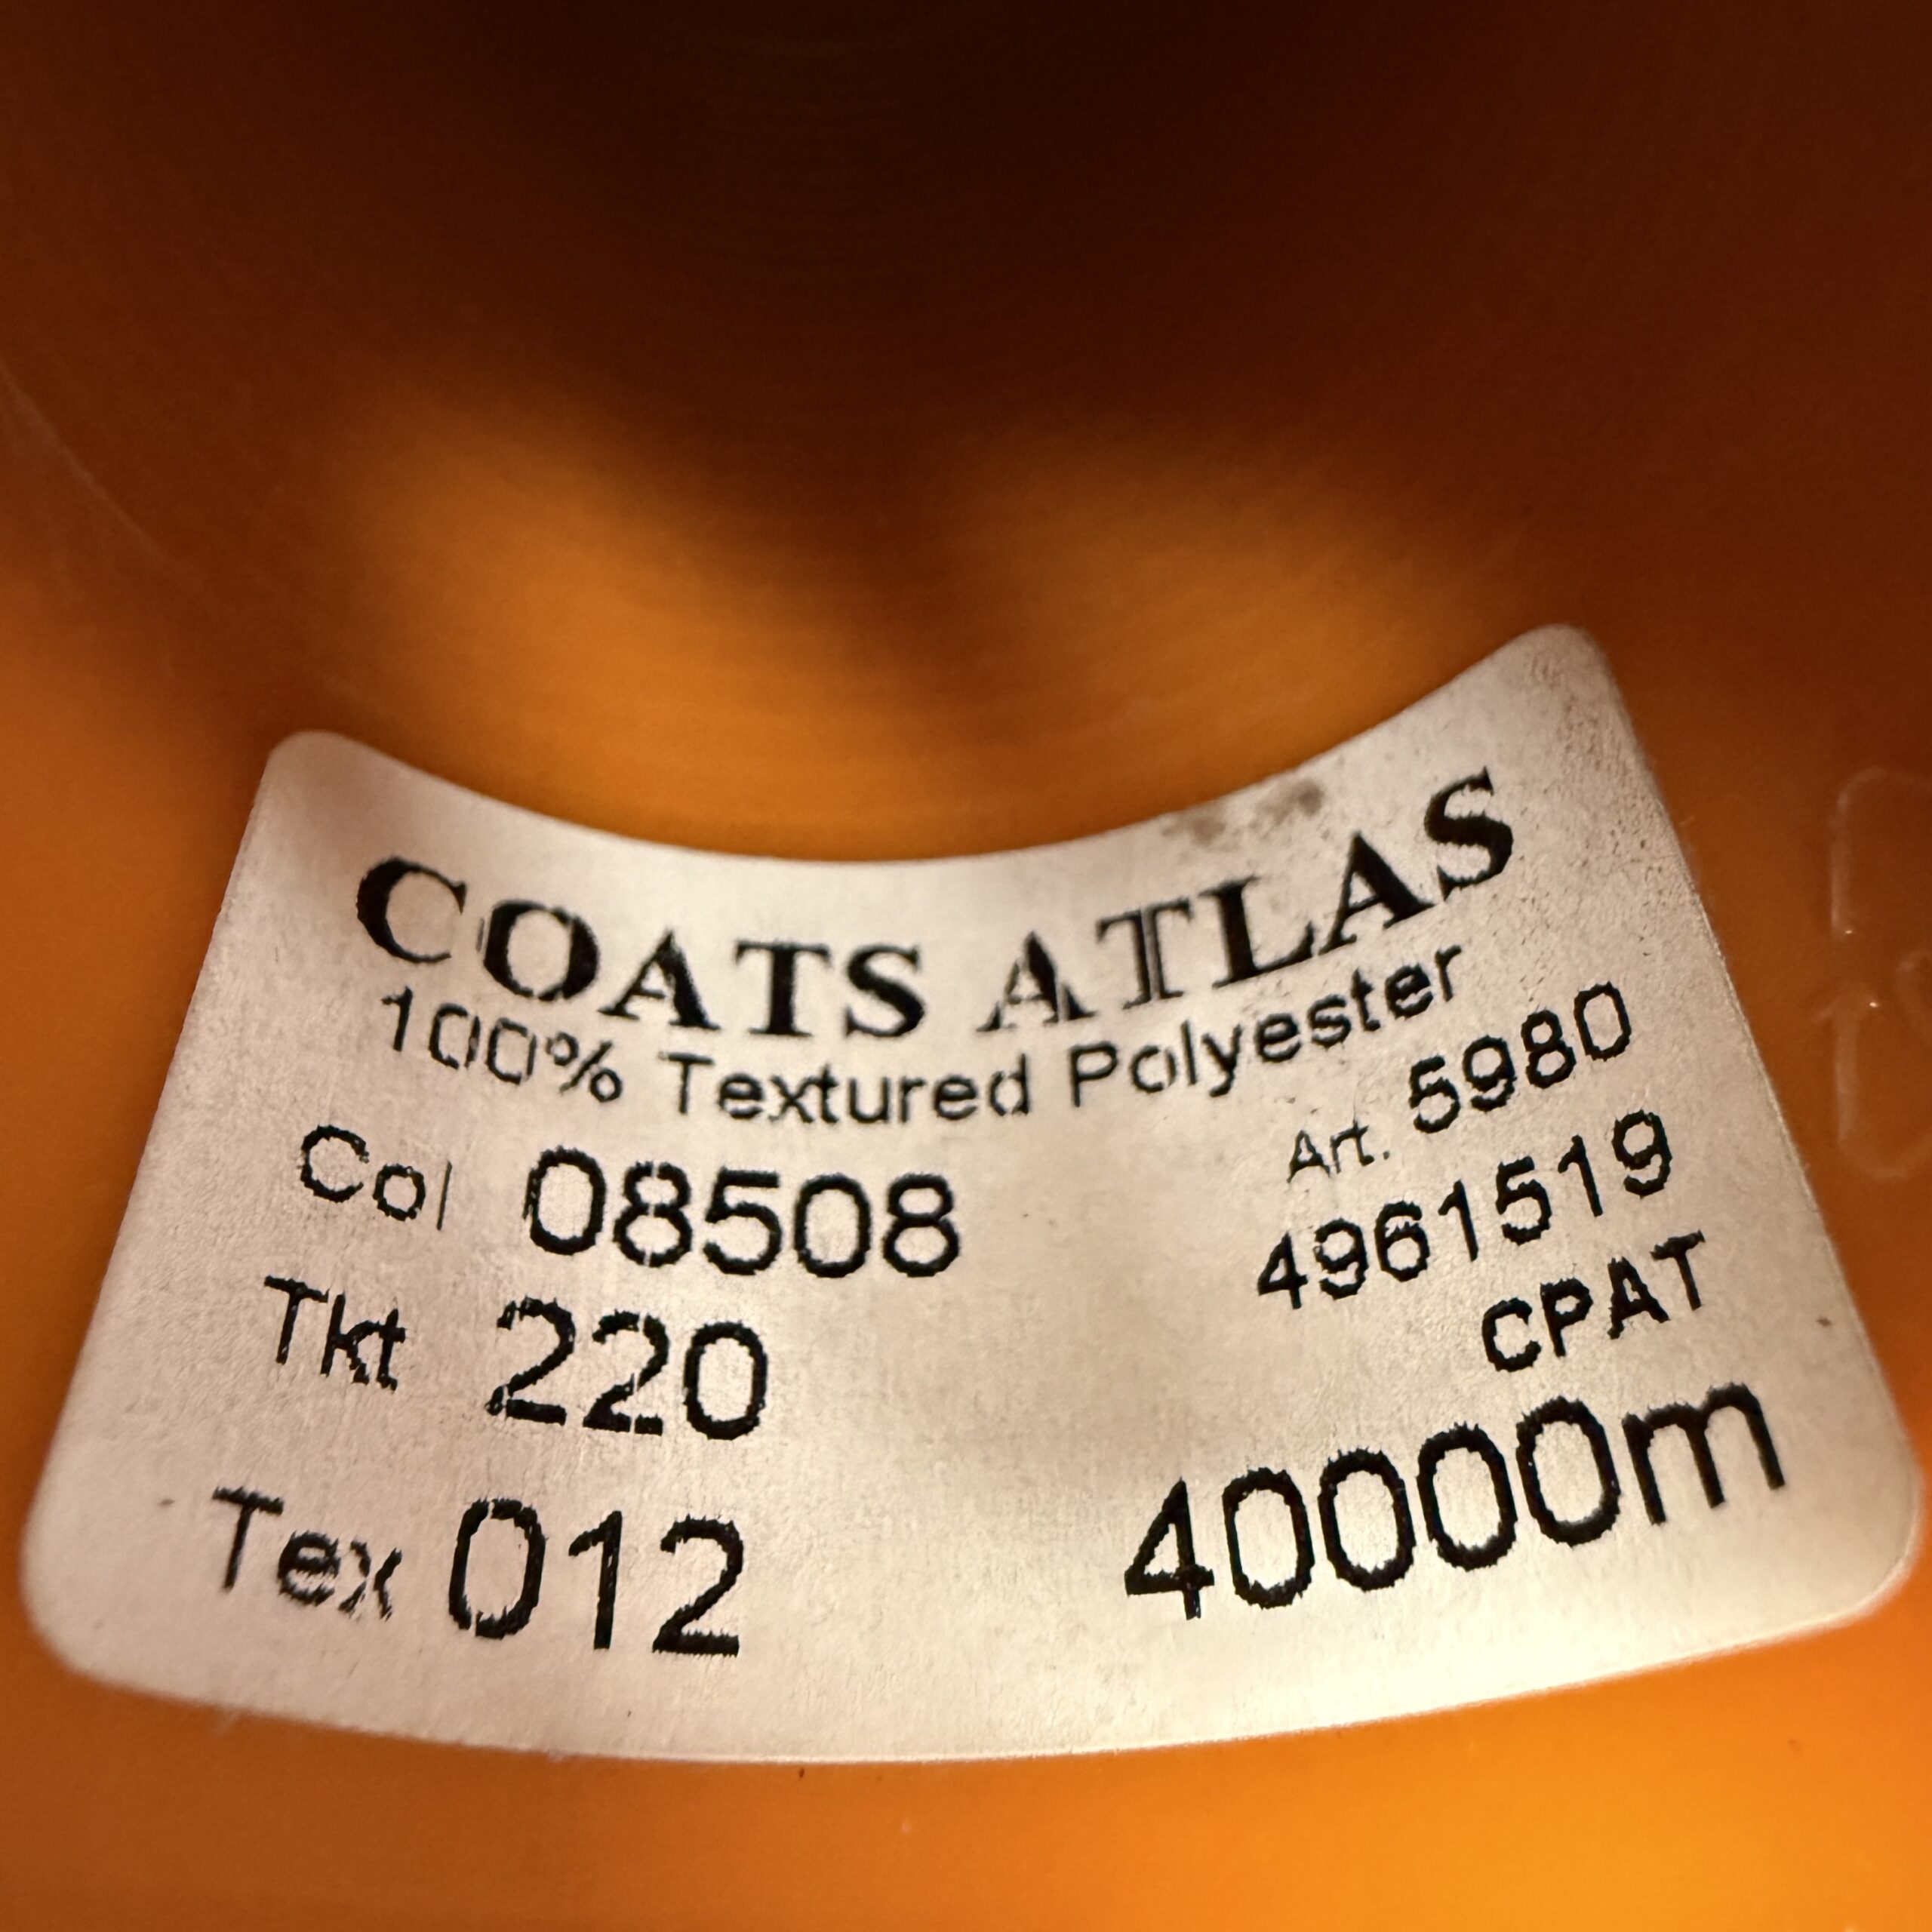 COATS ATLAS
100% Textured Polyester
Art. 5980
Col 08508
4961519
Tkt 220
CPAT
Tex 012
40000m